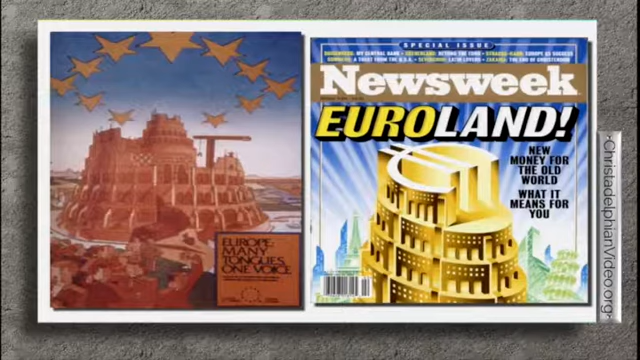 EUROPE:
MANY
TONGUES
ONE VOICE
SPECIAL ISSUE
Newsweek
EUROLAND!
NEW
MONEY FOR
THE OLD
WORLD
WHAT IT
MEANS FOR
YOU
ChristadelphianVideo.org